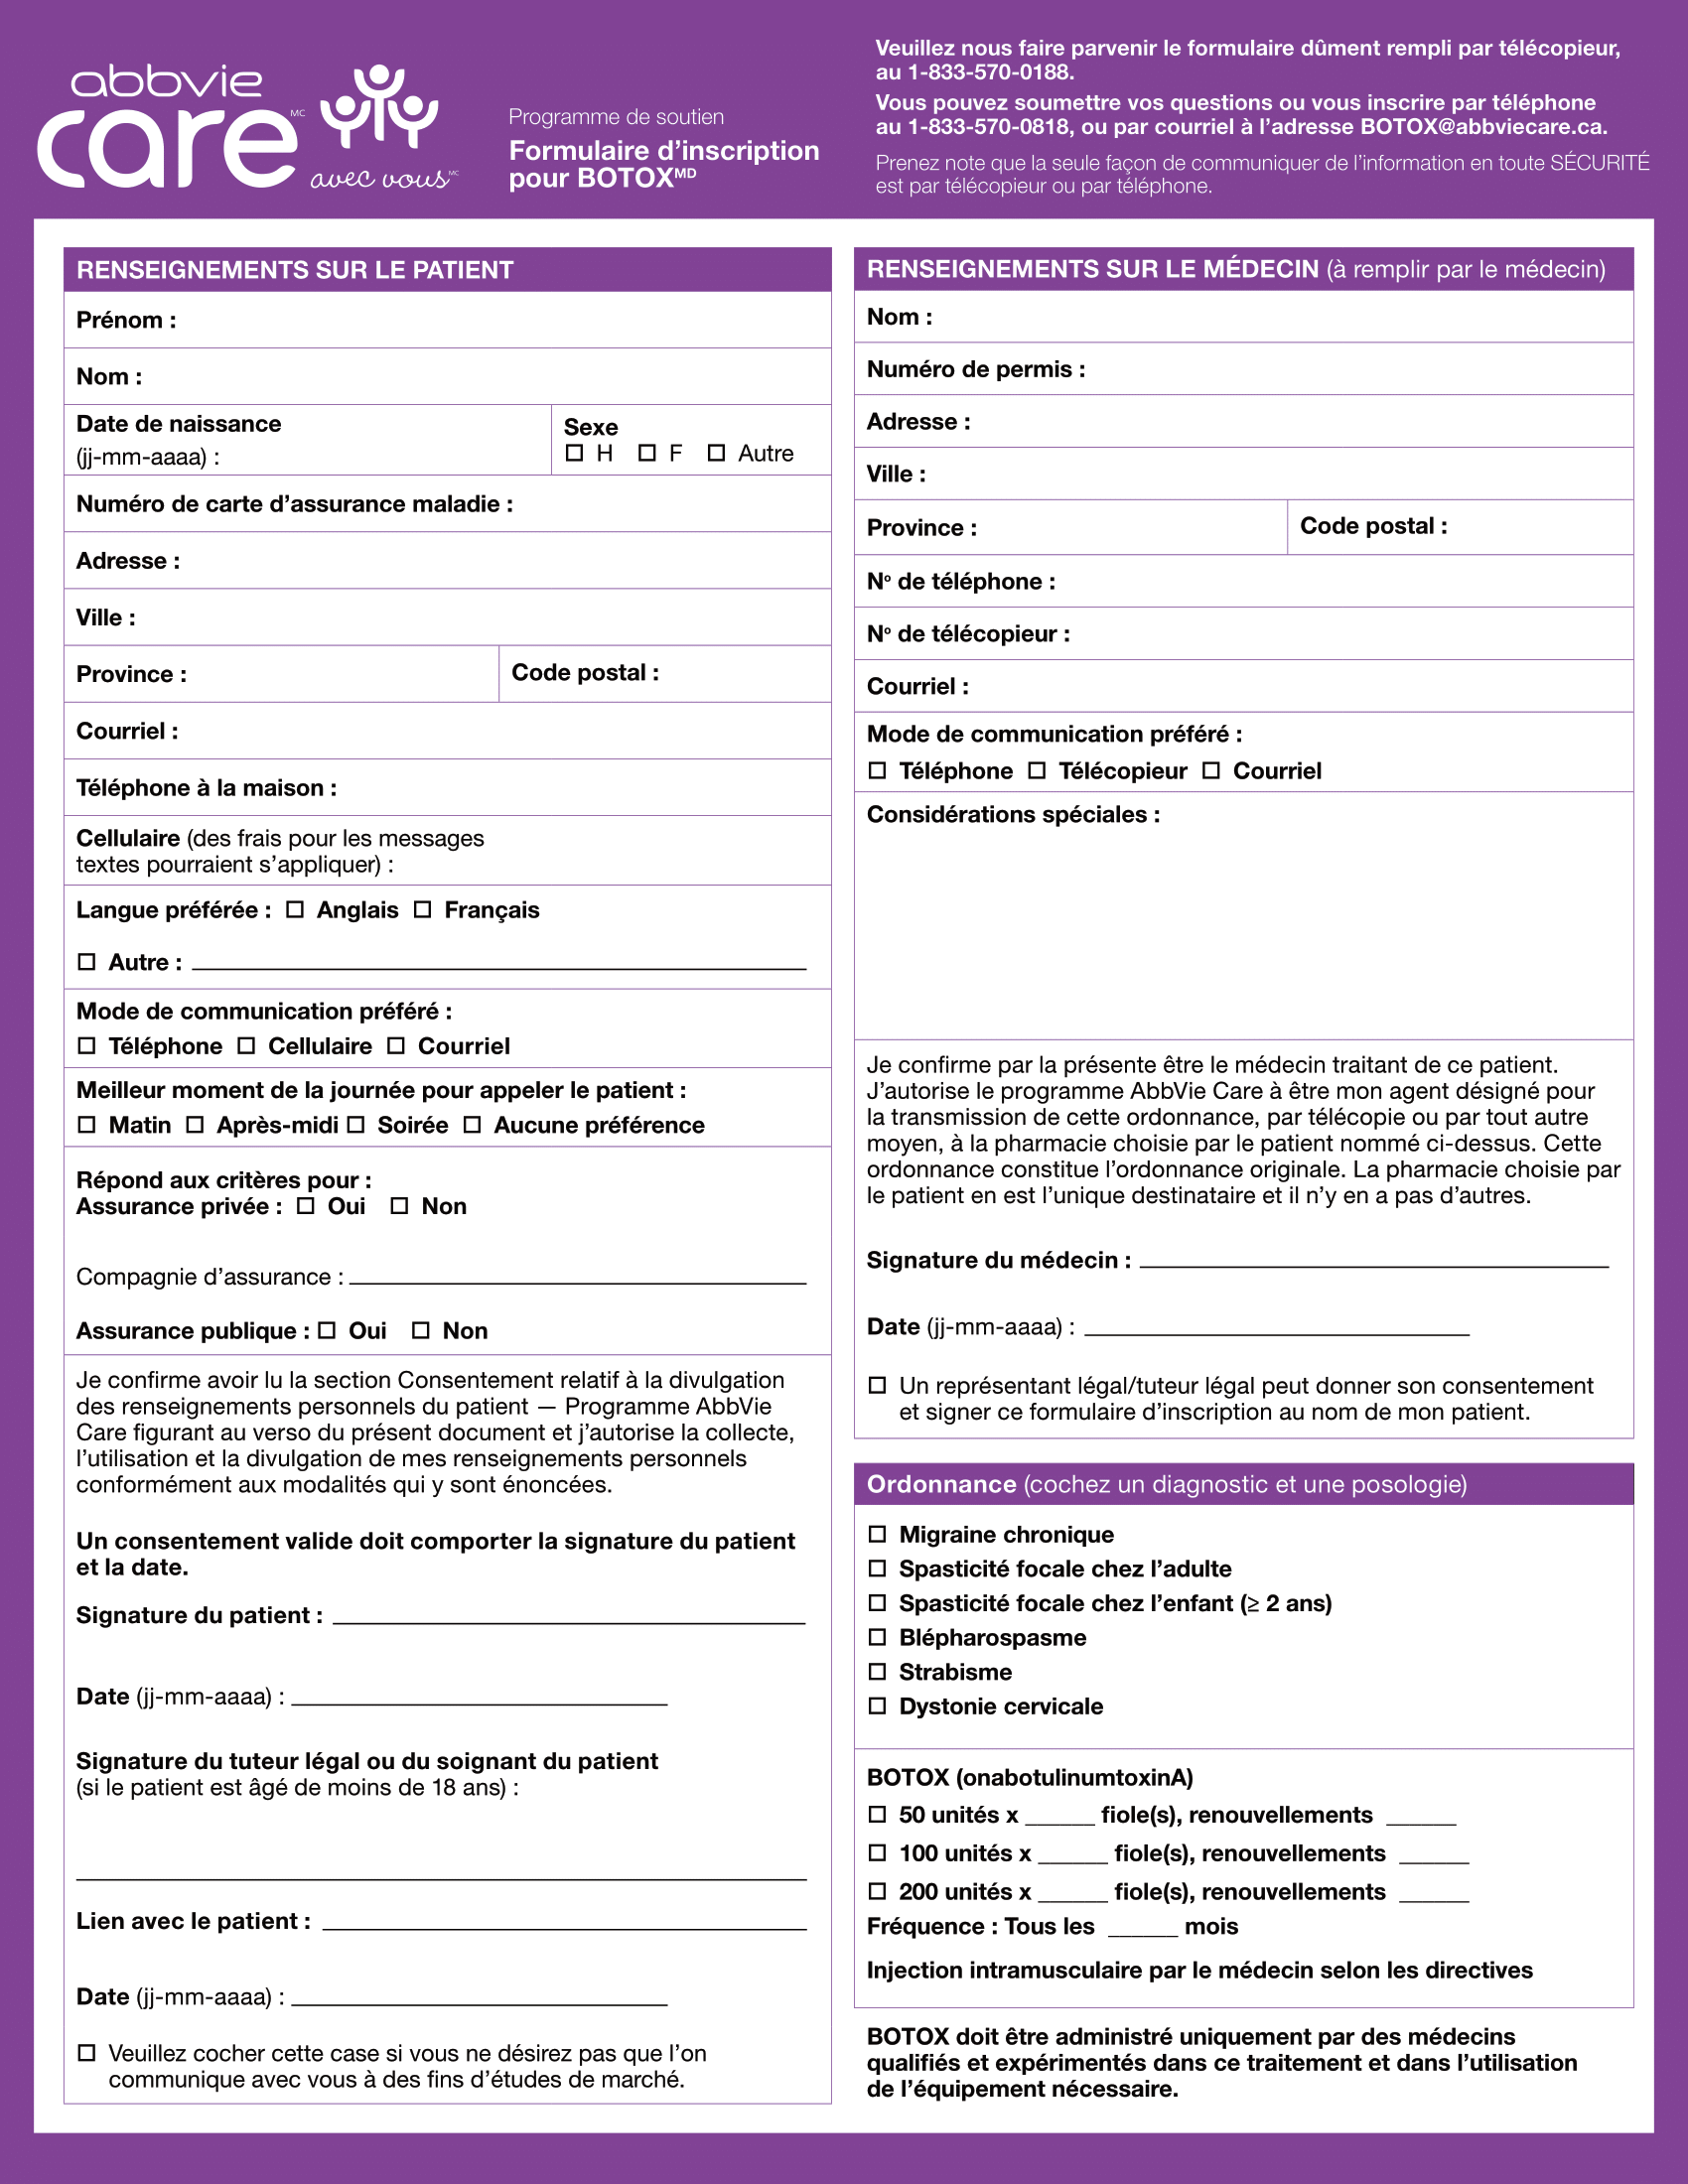 abbvie
care MC
avec vous MC
Programme de soutien
Formulaire d’inscription
pour BOTOX MD
Veuillez nous faire parvenir le formulaire dûment rempli par télécopieur,
au 1-833-570-0188.
Vous pouvez soumettre vos questions ou vous inscrire par téléphone
au 1-833-570-0818, ou par courriel à l’adresse BOTOX@abbviecare.ca.
Prenez note que la seule façon de communiquer de l’information en toute SÉCURITÉ
est par télécopieur ou par téléphone.
RENSEIGNEMENTS SUR LE PATIENT
Prénom :
Nom :
Date de naissance
(jj-mm-aaaa) :
Sexe
☐ H ☐ F ☐ Autre
Numéro de carte d’assurance maladie :
Adresse :
Ville :
Province :
Code postal :
Courriel :
Téléphone à la maison :
Cellulaire (des frais pour les messages
textes pourraient s’appliquer) :
Langue préférée : ☐ Anglais ☐ Français
☐ Autre : ______
Mode de communication préféré :
☐ Téléphone ☐ Cellulaire ☐ Courriel
Meilleur moment de la journée pour appeler le patient :
☐ Matin ☐ Après-midi ☐ Soirée ☐ Aucune préférence
Répond aux critères pour :
Assurance privée : ☐ Oui ☐ Non
Compagnie d’assurance : ______
Assurance publique : ☐ Oui ☐ Non
Je confirme avoir lu la section Consentement relatif à la divulgation
des renseignements personnels du patient — Programme AbbVie
Care figurant au verso du présent document et j’autorise la collecte,
l’utilisation et la divulgation de mes renseignements personnels
conformément aux modalités qui y sont énoncées.
Un consentement valide doit comporter la signature du patient
et la date.
Signature du patient : ______
Date (jj-mm-aaaa) : ______
Signature du tuteur légal ou du soignant du patient
(si le patient est âgé de moins de 18 ans) :
Lien avec le patient : ______
Date (jj-mm-aaaa) : ______
☐ Veuillez cocher cette case si vous ne désirez pas que l’on
communique avec vous à des fins d’études de marché.
RENSEIGNEMENTS SUR LE MÉDECIN (à remplir par le médecin)
Nom :
Numéro de permis :
Adresse :
Ville :
Province :
Code postal :
Nº de téléphone :
Nº de télécopieur :
Courriel :
Mode de communication préféré :
☐ Téléphone ☐ Télécopieur ☐ Courriel
Considérations spéciales :
Je confirme par la présente être le médecin traitant de ce patient.
J’autorise le programme AbbVie Care à être mon agent désigné pour
la transmission de cette ordonnance, par télécopie ou par tout autre
moyen, à la pharmacie choisie par le patient nommé ci-dessus. Cette
ordonnance constitue l’ordonnance originale. La pharmacie choisie par
le patient en est l’unique destinataire et il n’y en a pas d’autres.
Signature du médecin : ______
Date (jj-mm-aaaa) : ______
☐ Un représentant légal/tuteur légal peut donner son consentement
et signer ce formulaire d’inscription au nom de mon patient.
Ordonnance (cochez un diagnostic et une posologie)
☐ Migraine chronique
☐ Spasticité focale chez l’adulte
☐ Spasticité focale chez l’enfant (≥ 2 ans)
☐ Blépharospasme
☐ Strabisme
☐ Dystonie cervicale
BOTOX (onabotulinumtoxinA)
☐ 50 unités x ______ fiole(s), renouvellements ______
☐ 100 unités x ______ fiole(s), renouvellements ______
☐ 200 unités x ______ fiole(s), renouvellements ______
Fréquence : Tous les ______ mois
Injection intramusculaire par le médecin selon les directives
BOTOX doit être administré uniquement par des médecins
qualifiés et expérimentés dans ce traitement et dans l’utilisation
de l’équipement nécessaire.